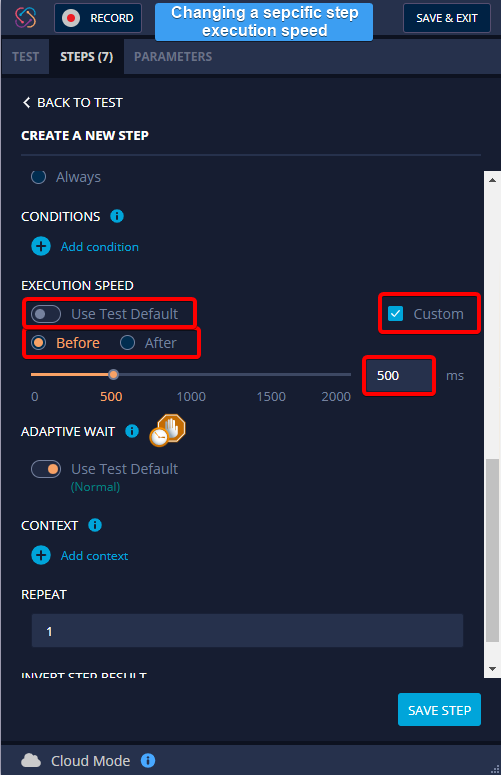 RECORD
Changing a sepcific step
execution speed
SAVE & EXIT
TEST
STEPS (7)
PARAMETERS
BACK TO TEST
CREATE A NEW STEP
Always
CONDITIONS
Add condition
EXECUTION SPEED
Use Test Default
Custom
Before
After
500
ms
0
500
1000
1500
2000
ADAPTIVE WAIT
Use Test Default
(Normal)
CONTEXT
Add context
REPEAT
1
INVERT STEP RESULT
SAVE STEP
Cloud Mode